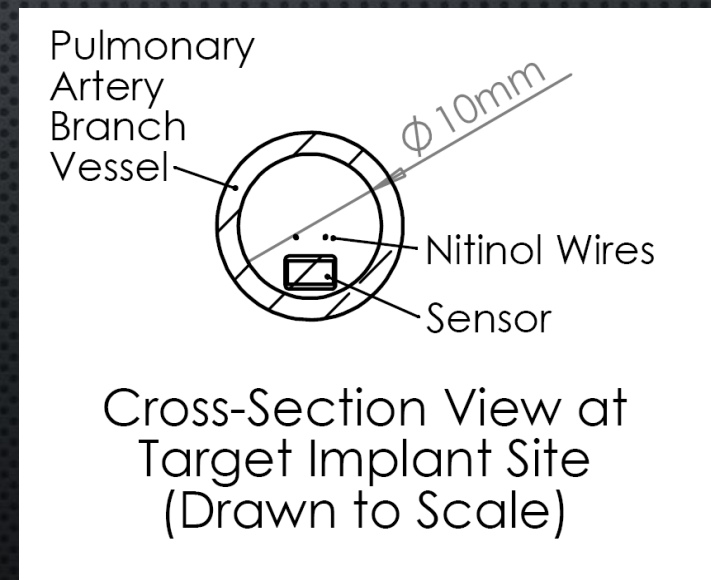 Pulmonary
Artery
Branch
Vessel
ϕ 10mm
Nitinol Wires
Sensor
Cross-Section View at
Target Implant Site
(Drawn to Scale)